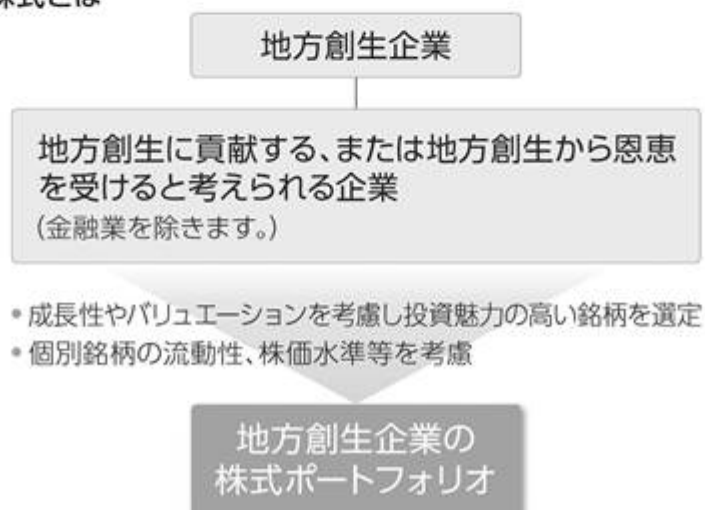 株式とは
地方創生企業
地方創生に貢献する、または地方創生から恩恵
を受けると考えられる企業
(金融業を除きます。)
• 成長性やバリュエーションを考慮し投資魅力の高い銘柄を選定
• 個別銘柄の流動性、株価水準等を考慮
地方創生企業の
株式ポートフォリオ